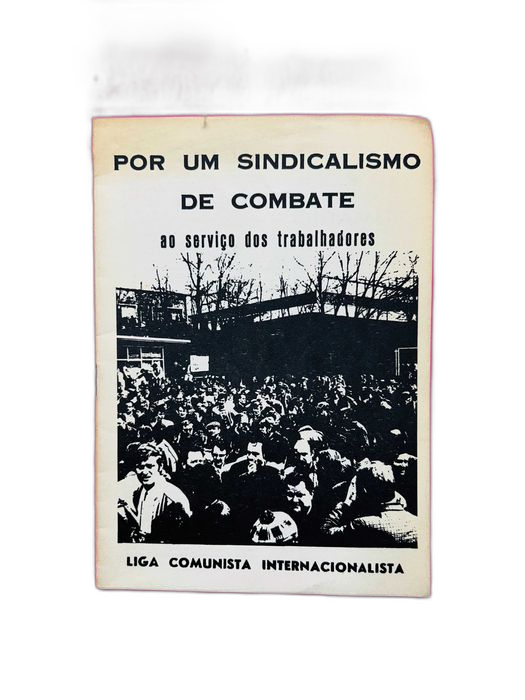 POR UM SINDICALISMO
DE COMBATE
ao serviço dos trabalhadores
LIGA COMUNISTA INTERNACIONALISTA